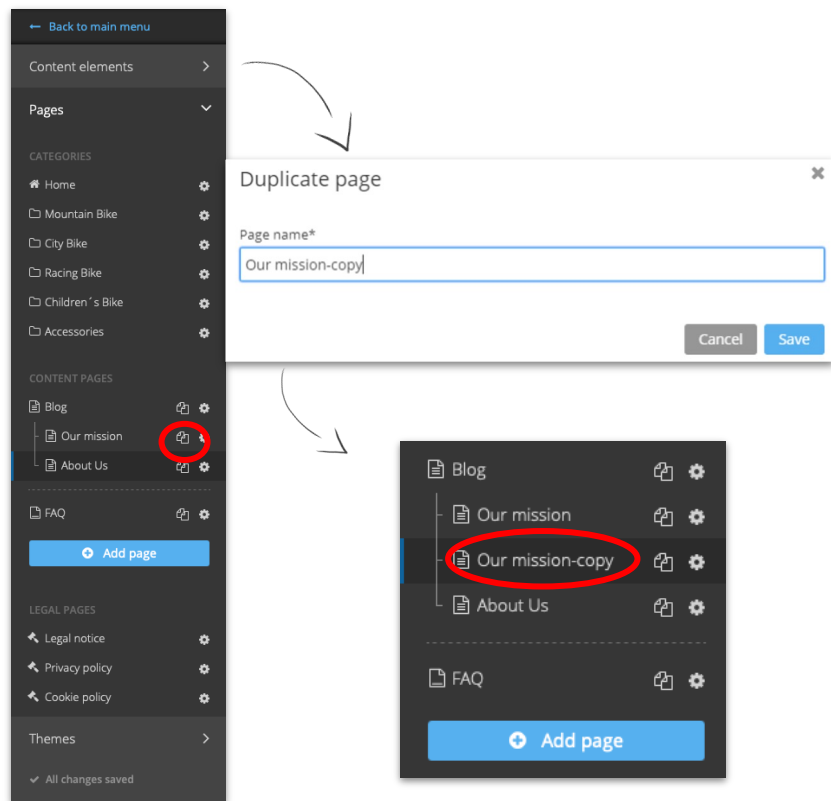 Back to main menu
Content elements
Pages
CATEGORIES
Home
Mountain Bike
City Bike
Racing Bike
Children´s Bike
Accessories
CONTENT PAGES
Blog
Our mission
About Us
FAQ
Add page
LEGAL PAGES
Legal notice
Privacy policy
Cookie policy
Themes
All changes saved
Duplicate page
Page name*
Our mission-copy
Cancel Save
Blog
Our mission
Our mission-copy
About Us
FAQ
Add page